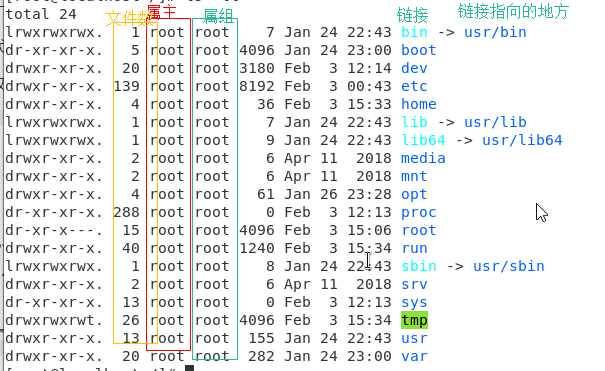 total 24 文件数 属主 属组 链接 链接指向的地方
lrwxrwxrwx. 1 root root 7 Jan 24 22:43 bin -> usr/bin
dr-xr-xr-x. 5 root root 4096 Jan 24 23:00 boot
drwxr-xr-x. 20 root root 3180 Feb 3 12:14 dev
drwxr-xr-x. 139 root root 8192 Feb 3 00:43 etc
drwxr-xr-x. 4 root root 36 Feb 3 15:33 home
lrwxrwxrwx. 1 root root 7 Jan 24 22:43 lib -> usr/lib
lrwxrwxrwx. 1 root root 9 Jan 24 22:43 lib64 -> usr/lib64
drwxr-xr-x. 2 root root 6 Apr 11 2018 media
drwxr-xr-x. 2 root root 6 Apr 11 2018 mnt
drwxr-xr-x. 4 root root 61 Jan 26 23:28 opt
dr-xr-xr-x. 288 root root 0 Feb 3 12:13 proc
dr-xr-x---. 15 root root 4096 Feb 3 15:06 root
drwxr-xr-x. 40 root root 1240 Feb 3 15:34 run
lrwxrwxrwx. 1 root root 8 Jan 24 22:43 sbin -> usr/sbin
drwxr-xr-x. 2 root root 6 Apr 11 2018 srv
dr-xr-xr-x. 13 root root 0 Feb 3 12:13 sys
drwxrwxrwt. 26 root root 4096 Feb 3 15:34 tmp
drwxr-xr-x. 13 root root 155 Jan 24 22:43 usr
drwxr-xr-x. 20 root root 282 Jan 24 23:00 var